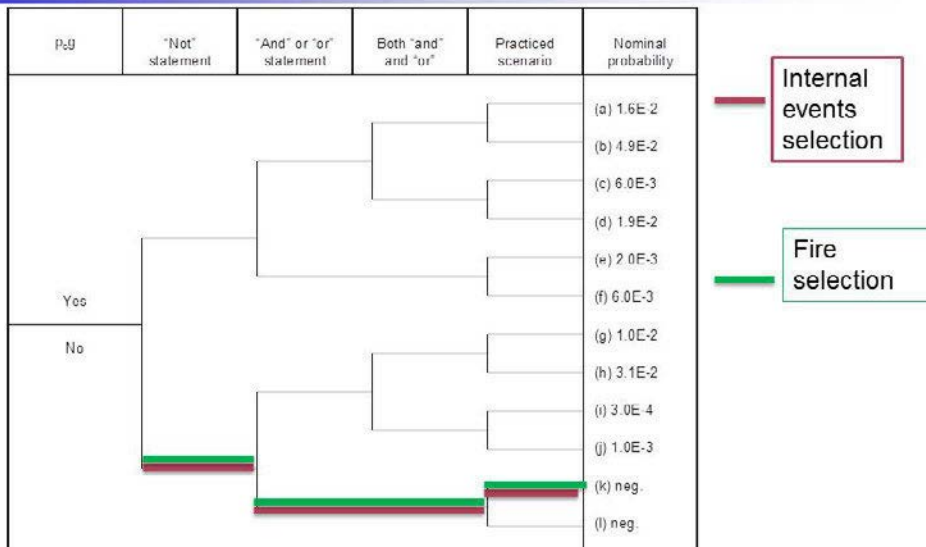 p_cg
"Not" statement
"And" or "or" statement
Both "and" and "or"
Practiced scenario
Nominal probability
Yes
No
(a) 1.6E-2
(b) 4.9E-2
(c) 6.0E-3
(d) 1.9E-2
(e) 2.0E-3
(f) 6.0E-3
(g) 1.0E-2
(h) 3.1E-2
(i) 3.0E-4
(j) 1.0E-3
(k) neg.
(l) neg.
Internal
events
selection
Fire
selection